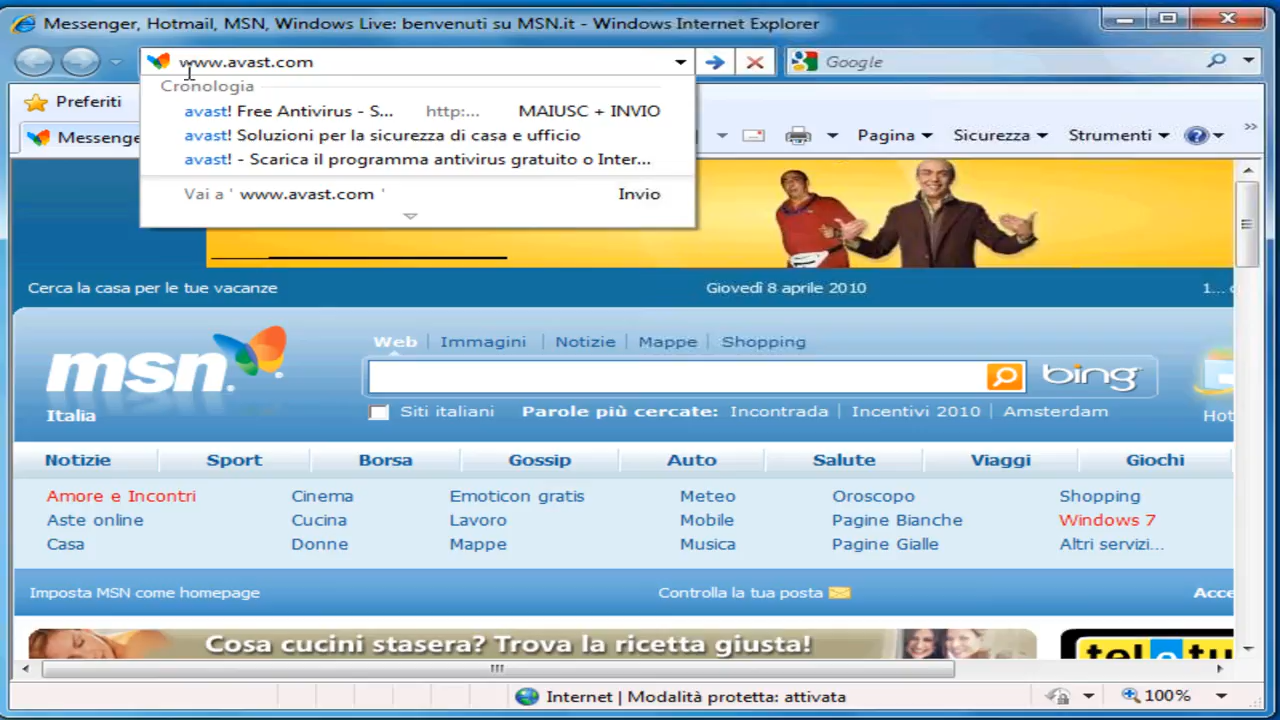 Messenger, Hotmail, MSN, Windows Live: benvenuti su MSN.it - Windows Internet Explorer
www.avast.com Google
Cronologia
Preferiti
avast! Free Antivirus - S... http:... MAIUSC + INVIO
avast! Soluzioni per la sicurezza di casa e ufficio
Messenge Pagina Sicurezza Strumenti
avast! - Scarica il programma antivirus gratuito o Inter...
Vai a ' www.avast.com ' Invio
Cerca la casa per le tue vacanze Giovedì 8 aprile 2010 1...
Web Immagini Notizie Mappe Shopping
msn.
bing
Italia
Siti italiani Parole più cercate: Incontrada Incentivi 2010 Amsterdam Hot
Notizie Sport Borsa Gossip Auto Salute Viaggi Giochi
Amore e Incontri Cinema Emoticon gratis Meteo Oroscopo Shopping
Aste online Cucina Lavoro Mobile Pagine Bianche Windows 7
Casa Donne Mappe Musica Pagine Gialle Altri servizi...
Imposta MSN come homepage Controlla la tua posta Acce
Cosa cucini stasera? Trova la ricetta giusta!
Internet | Modalità protetta: attivata 100%